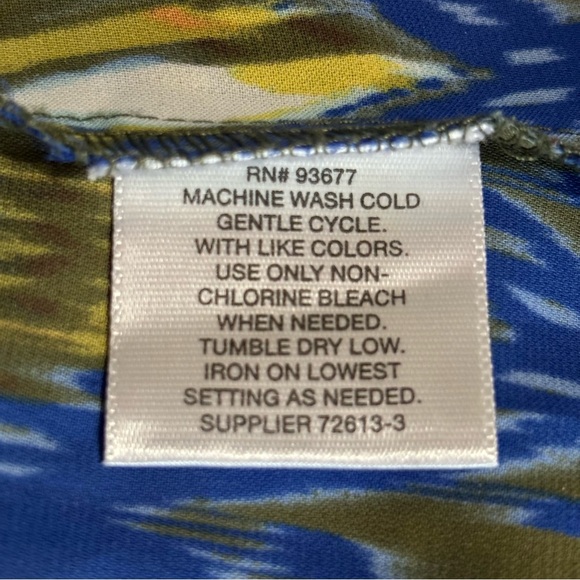 RN# 93677
MACHINE WASH COLD
GENTLE CYCLE.
WITH LIKE COLORS.
USE ONLY NON-
CHLORINE BLEACH
WHEN NEEDED.
TUMBLE DRY LOW.
IRON ON LOWEST
SETTING AS NEEDED.
SUPPLIER 72613-3